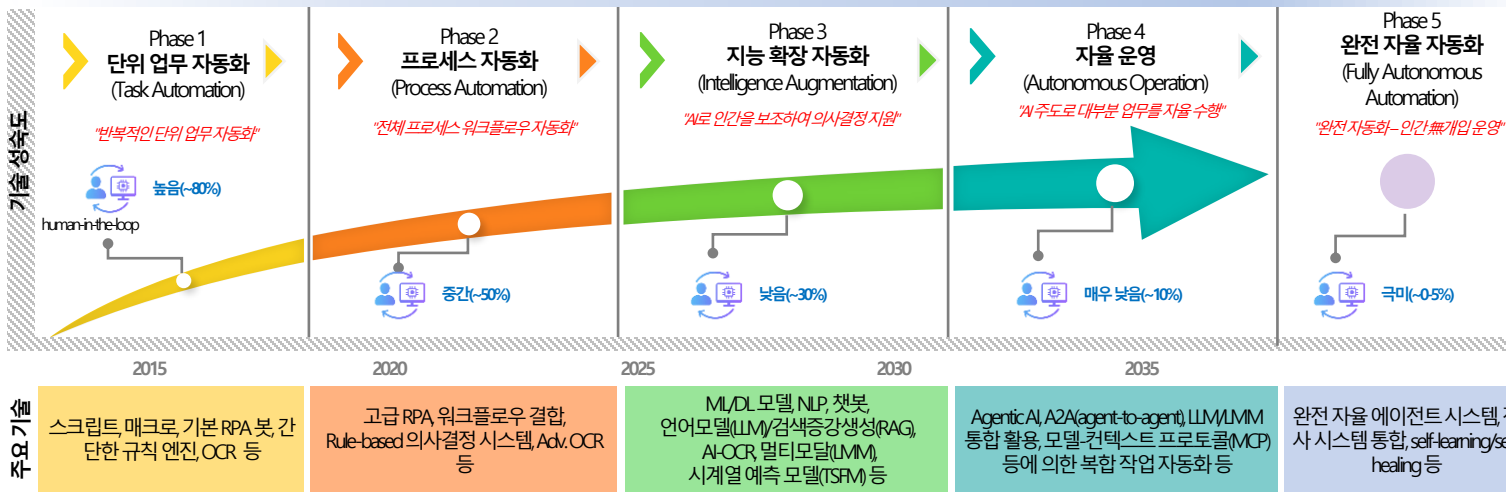 기술 성숙도
Phase 1
단위 업무 자동화
(Task Automation)
"반복적인 단위 업무 자동화"
높음(~80%)
human-in-the-loop
Phase 2
프로세스 자동화
(Process Automation)
"전체 프로세스 워크플로우 자동화"
중간(~50%)
Phase 3
지능 확장 자동화
(Intelligence Augmentation)
"AI로 인간을 보조하여 의사결정 지원"
낮음(~30%)
Phase 4
자율 운영
(Autonomous Operation)
"AI 주도로 대부분 업무를 자율 수행"
매우 낮음(~10%)
Phase 5
완전 자율 자동화
(Fully Autonomous
Automation)
"완전 자동화 – 인간 無개입 운영"
극미(~0-5%)
2015
2020
2025
2030
2035
주요 기술
스크립트, 매크로, 기본 RPA 봇, 간
단한 규칙 엔진, OCR 등
고급 RPA, 워크플로우 결합,
Rule-based 의사결정 시스템, Adv. OCR
등
ML/DL 모델, NLP, 챗봇,
언어모델(LLM)/검색증강생성(RAG),
AI-OCR, 멀티모달(LMM),
시계열 예측 모델(TSFM) 등
Agentic AI, A2A(agent-to-agent), LLM/LMM
통합 활용, 모델-컨텍스트 프로토콜(MCP)
등에 의한 복합 작업 자동화 등
완전 자율 에이전트 시스템,
사 시스템 통합, self-learning/
healing 등